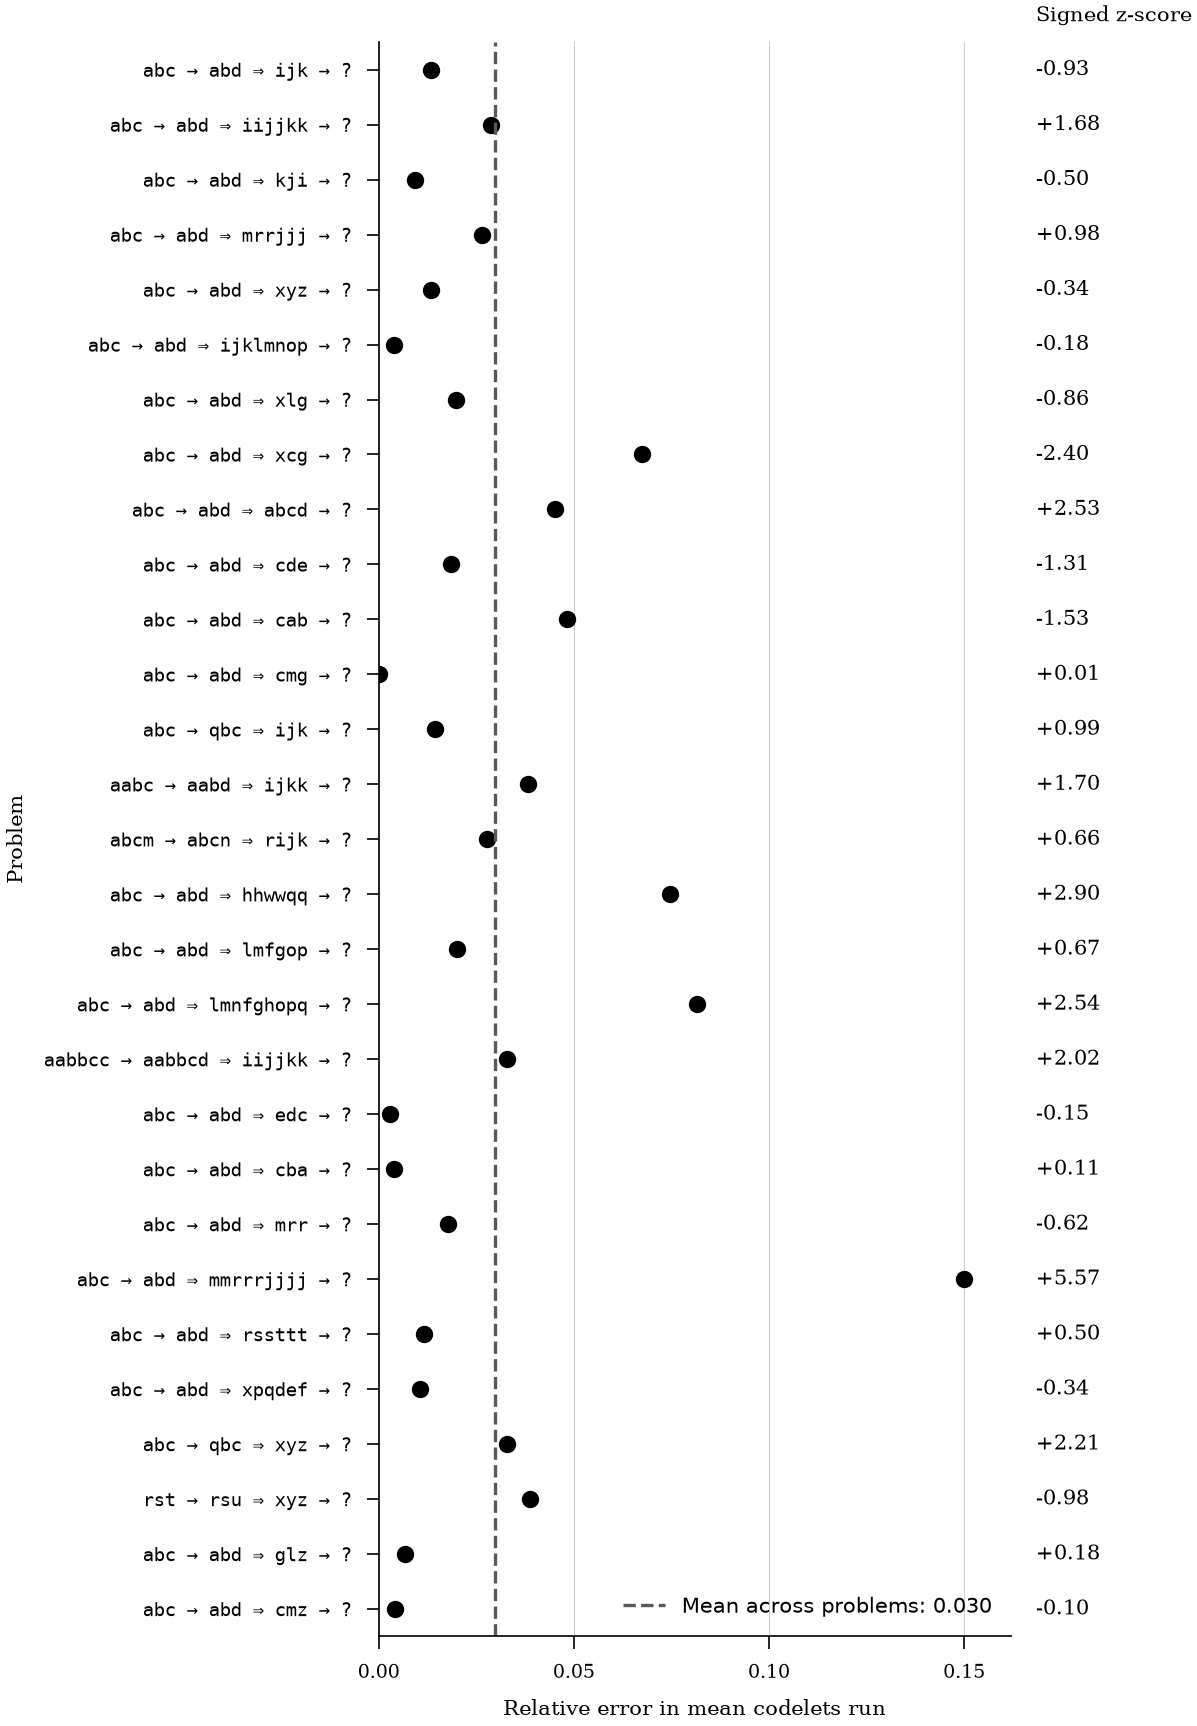 Signed z-score
abc → abd ⇒ ijk → ? -0.93
abc → abd ⇒ iijjkk → ? +1.68
abc → abd ⇒ kji → ? -0.50
abc → abd ⇒ mrrjjj → ? +0.98
abc → abd ⇒ xyz → ? -0.34
abc → abd ⇒ ijklmnop → ? -0.18
abc → abd ⇒ xlg → ? -0.86
abc → abd ⇒ xcg → ? -2.40
abc → abd ⇒ abcd → ? +2.53
abc → abd ⇒ cde → ? -1.31
abc → abd ⇒ cab → ? -1.53
abc → abd ⇒ cmg → ? +0.01
abc → qbc ⇒ ijk → ? +0.99
aabc → aabd ⇒ ijkk → ? +1.70
abcm → abcn ⇒ rijk → ? +0.66
Problem
abc → abd ⇒ hhwwqq → ? +2.90
abc → abd ⇒ lmfgop → ? +0.67
abc → abd ⇒ lmnfghopq → ? +2.54
aabbcc → aabbcd ⇒ iijjkk → ? +2.02
abc → abd ⇒ edc → ? -0.15
abc → abd ⇒ cba → ? +0.11
abc → abd ⇒ mrr → ? -0.62
abc → abd ⇒ mmrrrjjjj → ? +5.57
abc → abd ⇒ rssttt → ? +0.50
abc → abd ⇒ xpqdef → ? -0.34
abc → qbc ⇒ xyz → ? +2.21
rst → rsu ⇒ xyz → ? -0.98
abc → abd ⇒ glz → ? +0.18
abc → abd ⇒ cmz → ? Mean across problems: 0.030 -0.10
0.00 0.05 0.10 0.15
Relative error in mean codelets run